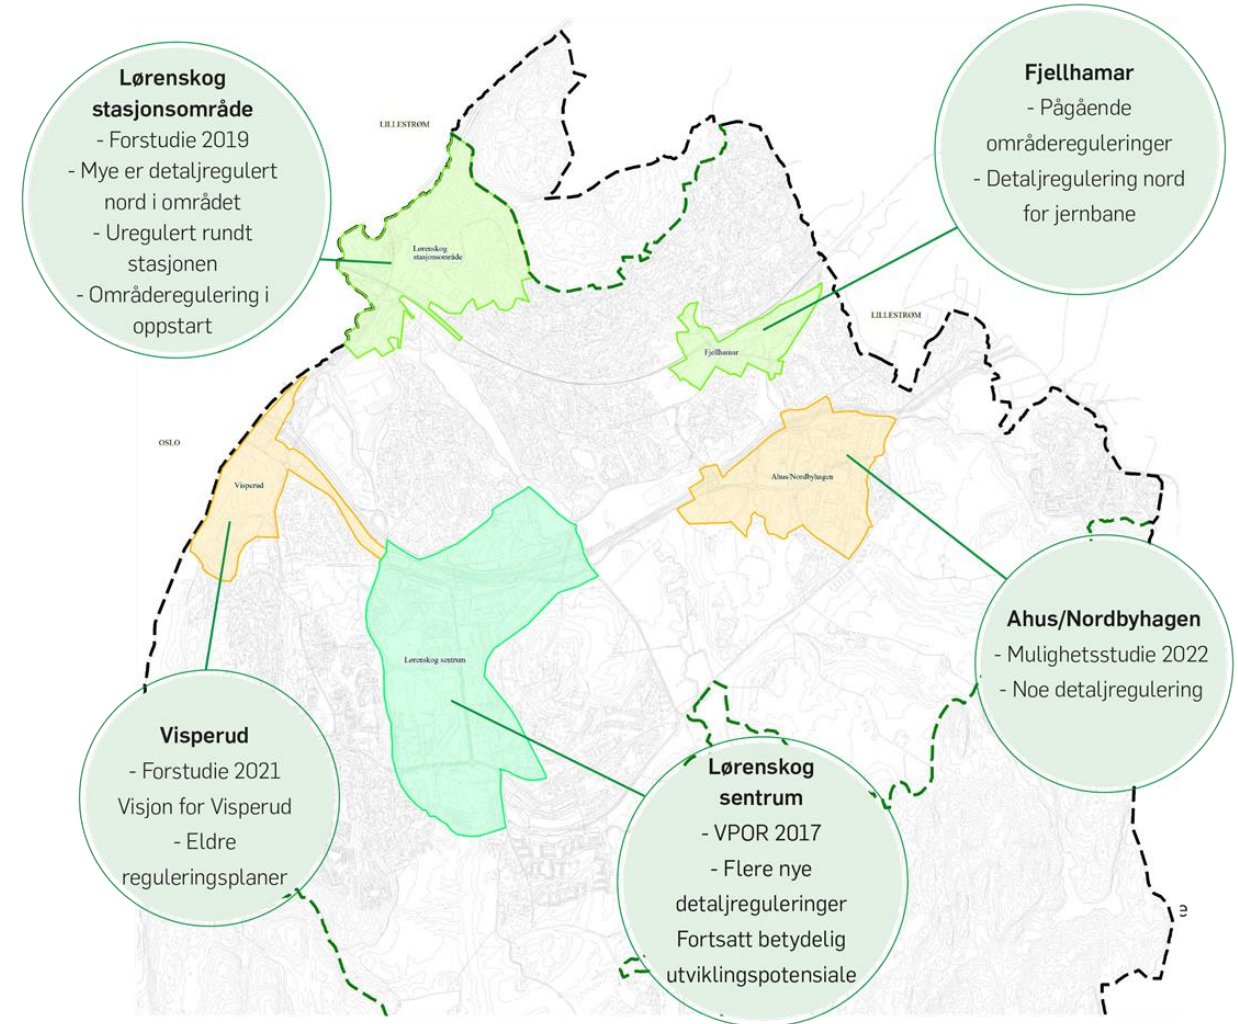 Lørenskog
stasjonsområde
- Forstudie 2019
- Mye er detaljregulert
nord i området
- Uregulert rundt
stasjonen
- Områderegulering i
oppstart
Fjellhamar
- Pågående
områdereguleringer
- Detaljregulering nord
for jernbane
LILLESTRØM
Lørenskog
stasjonsområde
LILLESTRØM
Fjellhamar
OSLO
Visperud
Ahus/Nordbyhagen
Lørenskog sentrum
Ahus/Nordbyhagen
- Mulighetsstudie 2022
- Noe detaljregulering
Visperud
- Forstudie 2021
Visjon for Visperud
- Eldre
reguleringsplaner
Lørenskog
sentrum
- VPOR 2017
- Flere nye
detaljreguleringer
Fortsatt betydelig
utviklingspotensiale
e